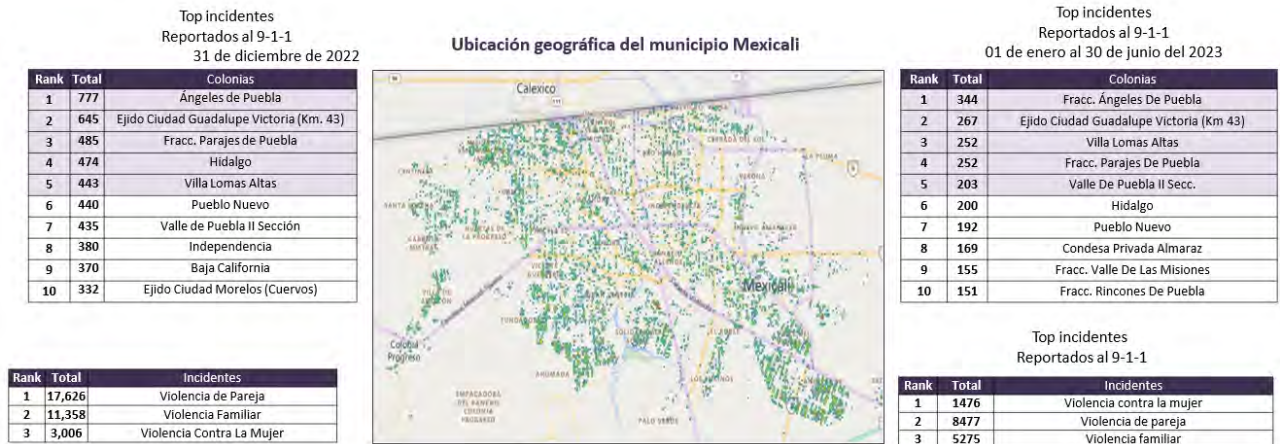 Top incidentes
Reportados al 9-1-1
31 de diciembre de 2022
Rank Total Colonias
1 777 Ángeles de Puebla
2 645 Ejido Ciudad Guadalupe Victoria (Km. 43)
3 485 Fracc. Parajes de Puebla
4 474 Hidalgo
5 443 Villa Lomas Altas
6 440 Pueblo Nuevo
7 435 Valle de Puebla II Sección
8 380 Independencia
9 370 Baja California
10 332 Ejido Ciudad Morelos (Cuervos)
Rank Total Incidentes
1 17,626 Violencia de Pareja
2 11,358 Violencia Familiar
3 3,006 Violencia Contra La Mujer
Ubicación geográfica del municipio Mexicali
Calexico
Mexicali
Colonia
Progreso
EMPACADORA
DEL RANCHO
COLONIA
PROGRESO
PALO VERDE
Top incidentes
Reportados al 9-1-1
01 de enero al 30 de junio del 2023
Rank Total Colonias
1 344 Fracc. Ángeles De Puebla
2 267 Ejido Ciudad Guadalupe Victoria (Km 43)
3 252 Villa Lomas Altas
4 252 Fracc. Parajes De Puebla
5 203 Valle De Puebla II Secc.
6 200 Hidalgo
7 192 Pueblo Nuevo
8 169 Condesa Privada Almaraz
9 155 Fracc. Valle De Las Misiones
10 151 Fracc. Rincones De Puebla
Top incidentes
Reportados al 9-1-1
Rank Total Incidentes
1 1476 Violencia contra la mujer
2 8477 Violencia de pareja
3 5275 Violencia familiar